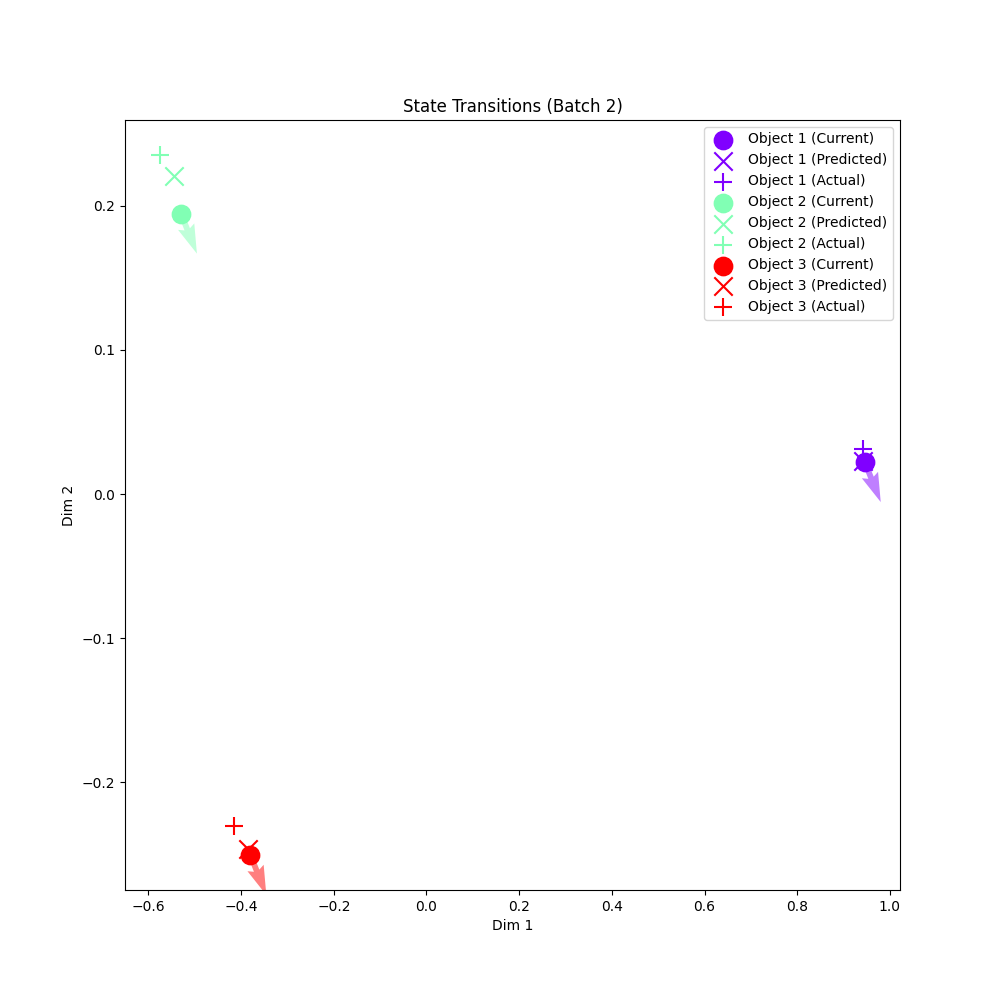 State Transitions (Batch 2)
Object 1 (Current)
Object 1 (Predicted)
Object 1 (Actual)
Object 2 (Current)
Object 2 (Predicted)
Object 2 (Actual)
Object 3 (Current)
Object 3 (Predicted)
Object 3 (Actual)
0.2
0.1
0.0
−0.1
−0.2
Dim 2
−0.6 −0.4 −0.2 0.0 0.2 0.4 0.6 0.8 1.0
Dim 1